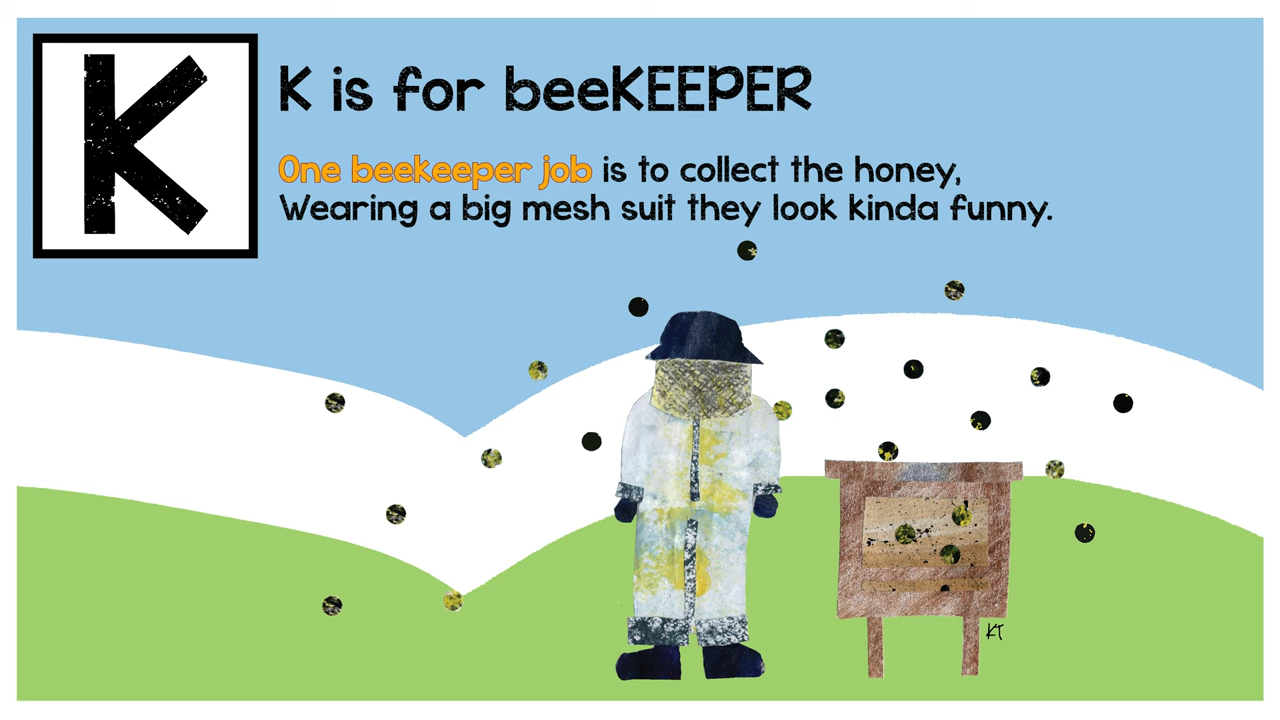 K
K is for beeKEEPER
One beekeeper job is to collect the honey,
Wearing a big mesh suit they look kinda funny.
KT